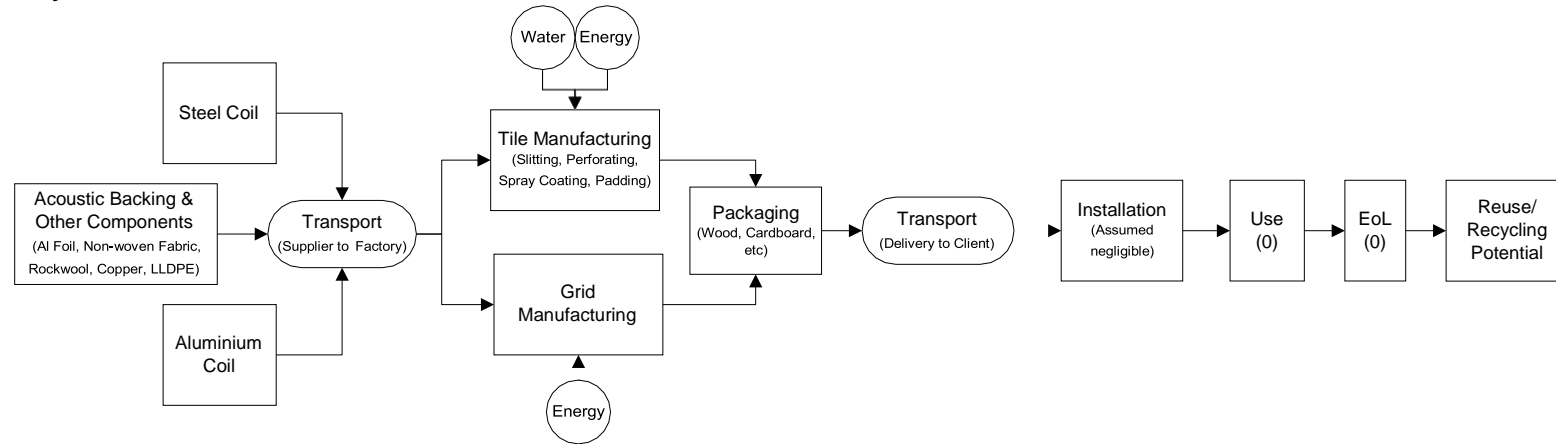 Water
Energy
Steel Coil
Tile Manufacturing
(Slitting, Perforating,
Spray Coating, Padding)
Acoustic Backing &
Other Components
(Al Foil, Non-woven Fabric,
Rockwool, Copper, LLDPE)
Transport
(Supplier to Factory)
Packaging
(Wood, Cardboard,
etc)
Transport
(Delivery to Client)
Installation
(Assumed
negligible)
Use
(0)
EoL
(0)
Reuse/
Recycling
Potential
Grid
Manufacturing
Aluminium
Coil
Energy